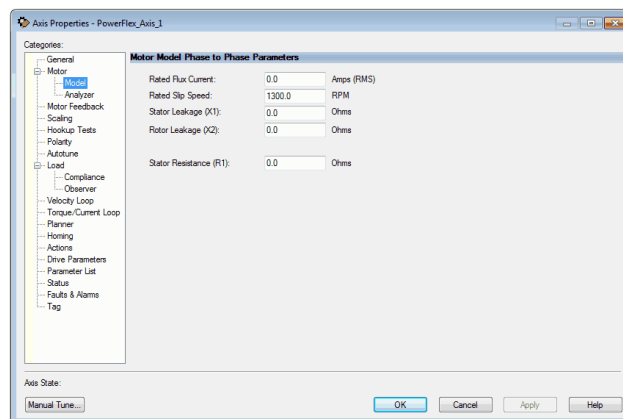 Axis Properties - PowerFlex_Axis_1
Categories:
General
Motor
Model
Analyzer
Motor Feedback
Scaling
Hookup Tests
Polarity
Autotune
Load
Compliance
Observer
Velocity Loop
Torque/Current Loop
Planner
Homing
Actions
Drive Parameters
Parameter List
Status
Faults & Alarms
Tag
Motor Model Phase to Phase Parameters
Rated Flux Current: 0.0 Amps (RMS)
Rated Slip Speed: 1300.0 RPM
Stator Leakage (X1): 0.0 Ohms
Rotor Leakage (X2): 0.0 Ohms
Stator Resistance (R1): 0.0 Ohms
Axis State:
Manual Tune... OK Cancel Apply Help